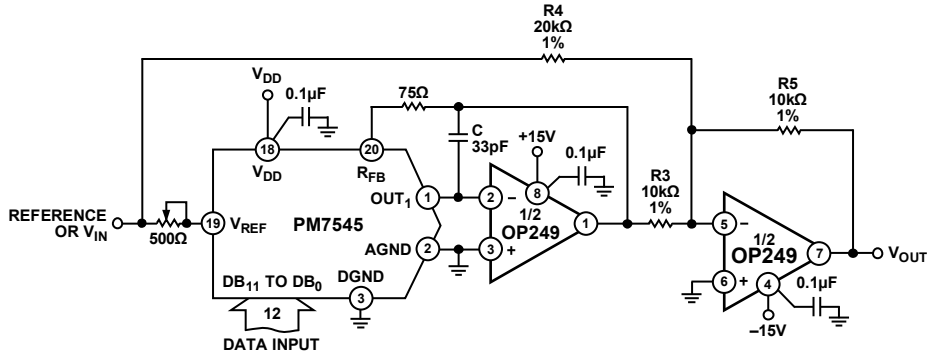 R4
20kΩ
1%
VDD
0.1µF
75Ω
R5
10kΩ
1%
C
33pF
+15V
0.1µF
18
VDD
20
RFB
R3
10kΩ
1%
REFERENCE
OR VIN
500Ω
19
VREF
PM7545
OUT1
1
2
–
8
1/2
OP249
3
+
1
AGND
2
5
–
1/2
OP249
6
+
7
VOUT
4
0.1µF
–15V
DB11 TO DB0
DGND
3
12
DATA INPUT